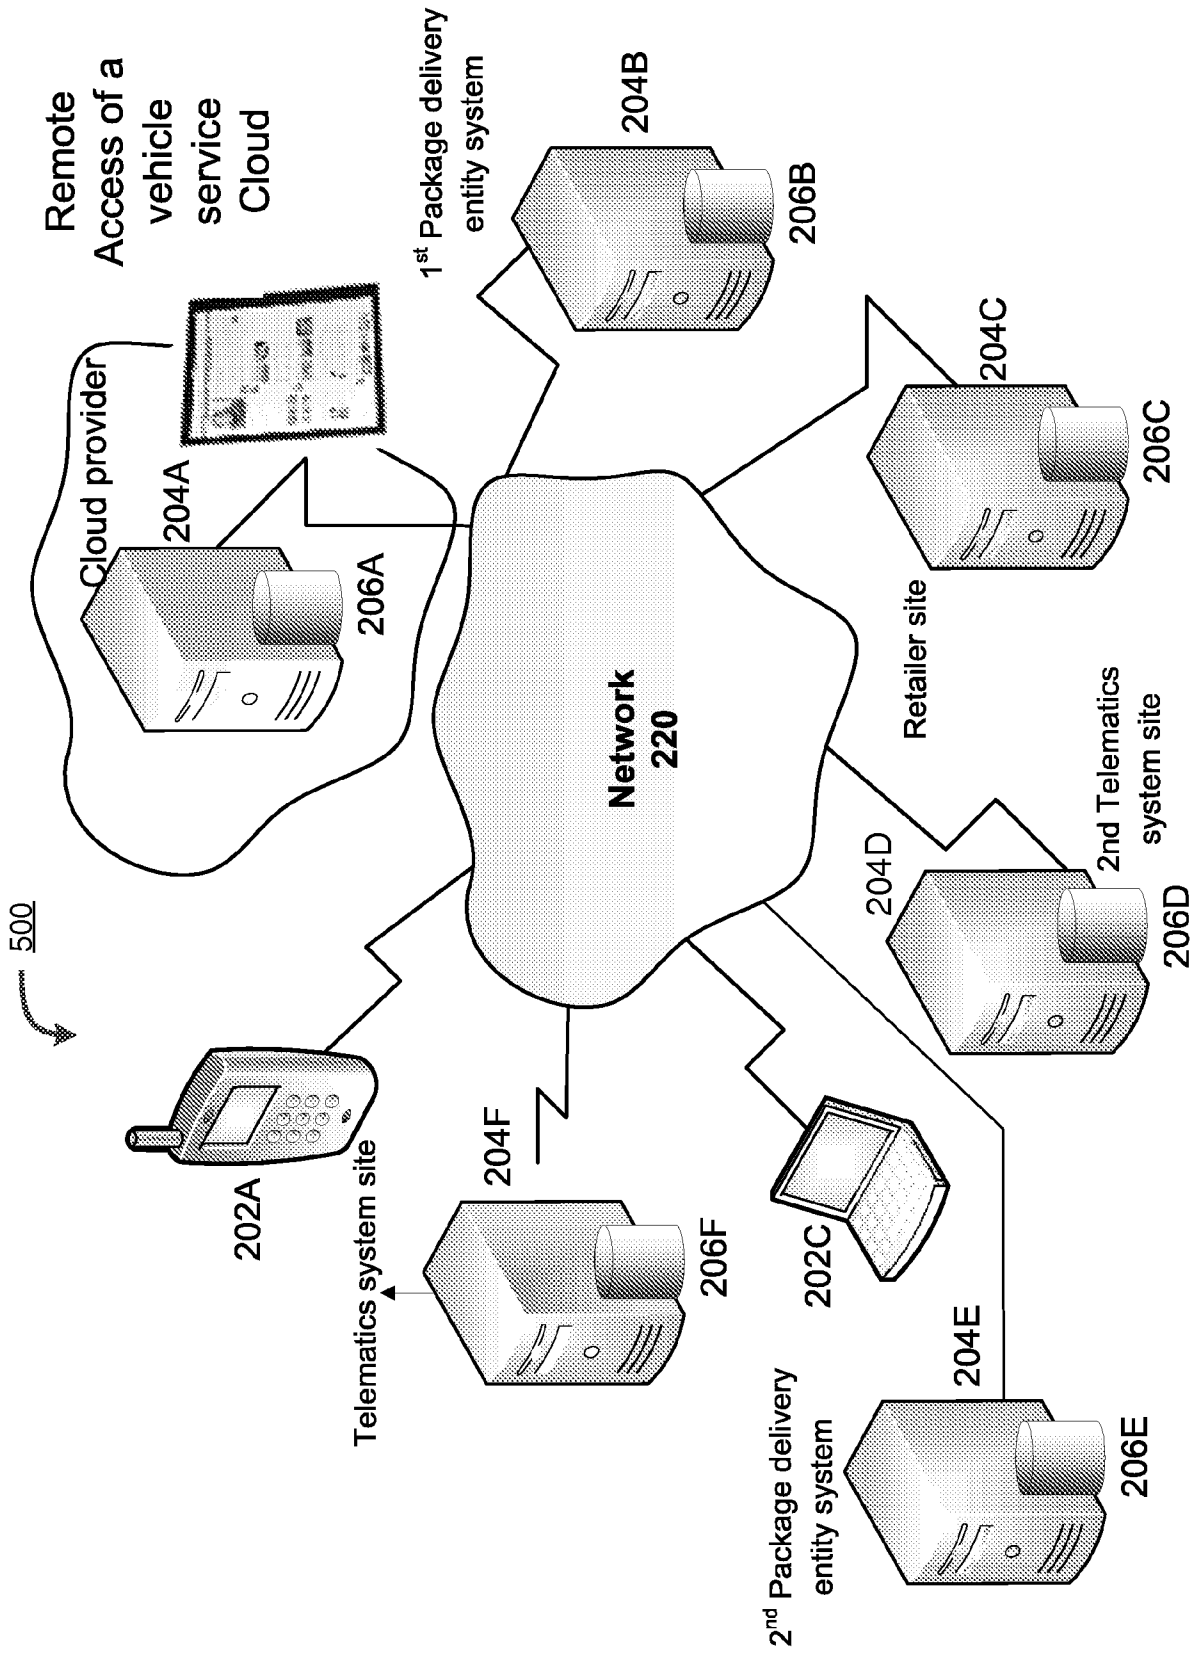 500
Remote
Access of a
vehicle
service
Cloud
Cloud provider
204A
206A
202A
1st Package delivery
entity system
204B
206B
Telematics system site
204F
206F
Network
220
204C
206C
Retailer site
202C
204D
206D
2nd Telematics
system site
2nd Package delivery
entity system
204E
206E